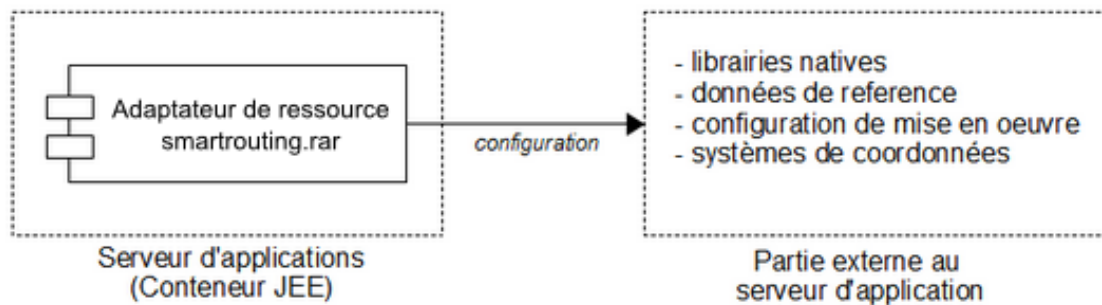 Adaptateur de ressource
smartrouting.rar
configuration
- librairies natives
- données de reference
- configuration de mise en oeuvre
- systèmes de coordonnées
Serveur d'applications
(Conteneur JEE)
Partie externe au
serveur d'application